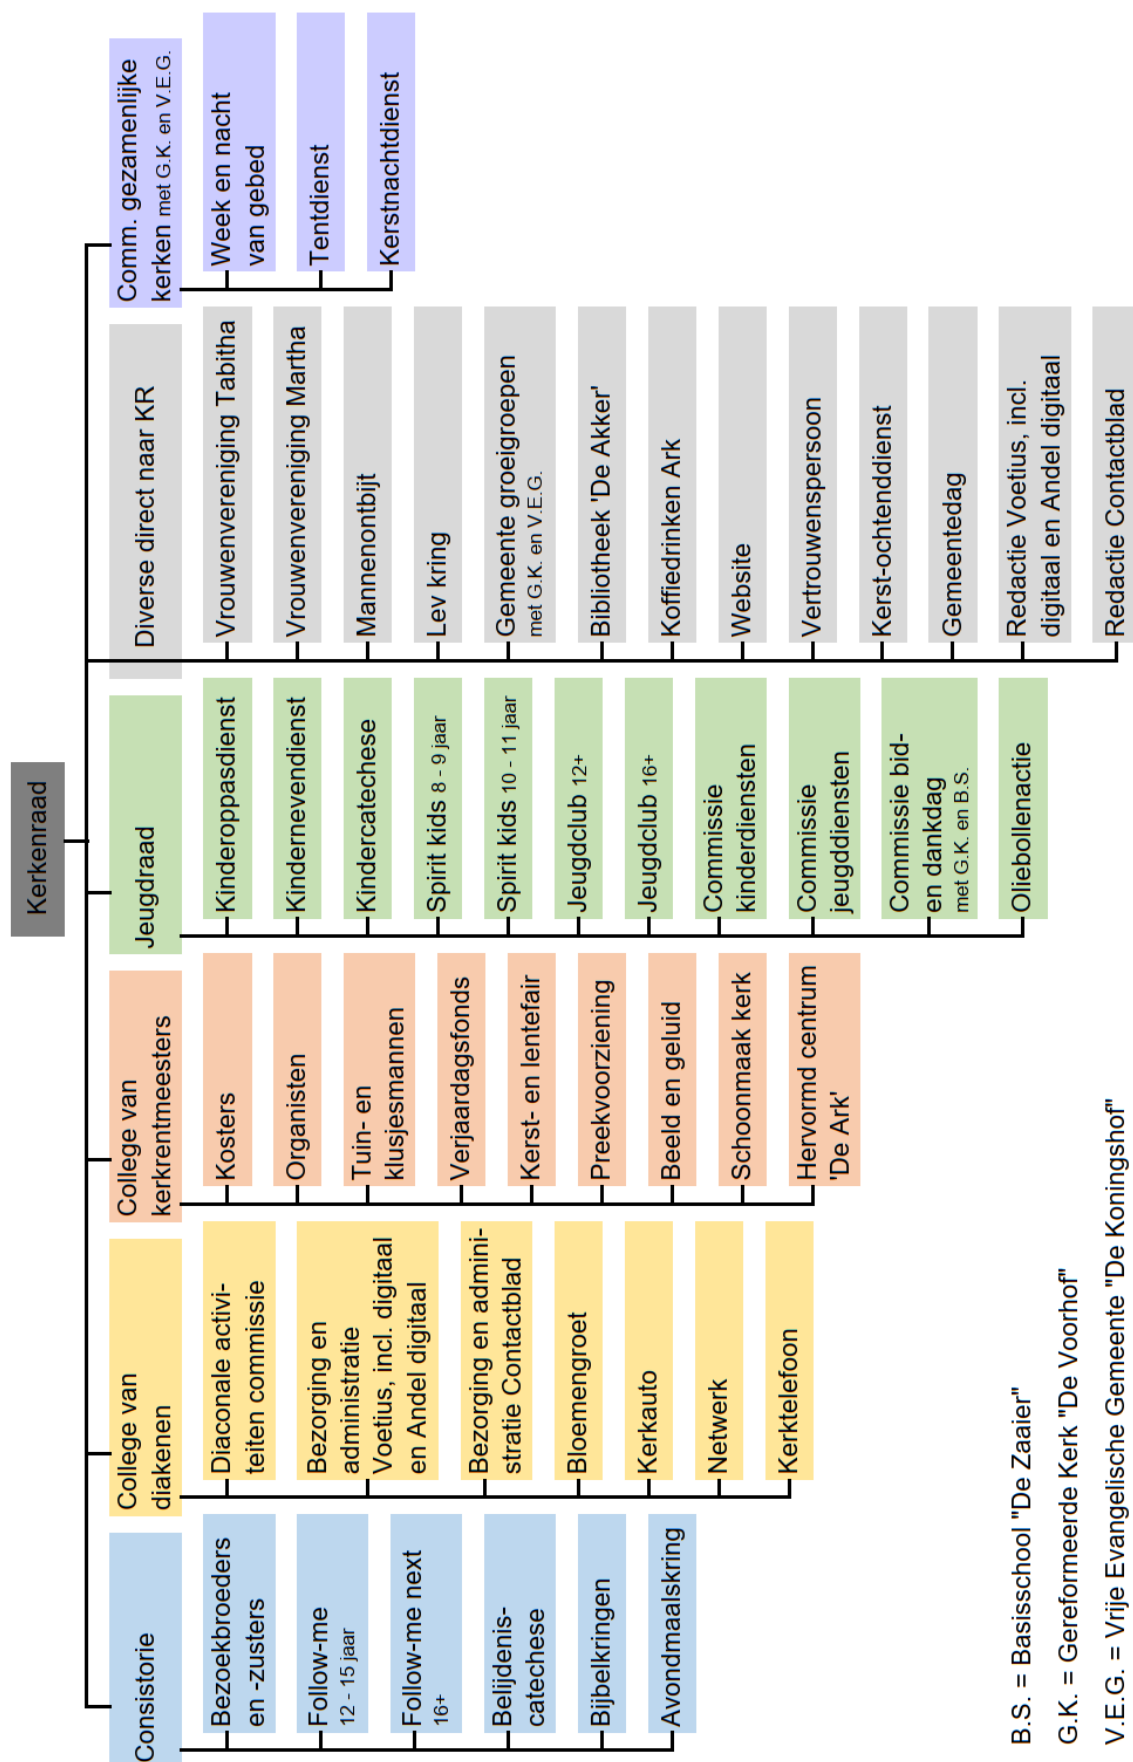 Kerkenraad
Consistorie
Bezoekbroeders
en -zusters
Follow-me
12 - 15 jaar
Follow-me next
16+
Belijdenis-
catechese
Bijbelkringen
Avondmaalskring
College van
diakenen
Diaconale activi-
teiten commissie
Bezorging en
administratie
Voetius, incl. digitaal
en Andel digitaal
Bezorging en admini-
stratie Contactblad
Bloemengroet
Kerkauto
Netwerk
Kerktelefoon
College van
kerkrentmeesters
Kosters
Organisten
Tuin- en
klusjesmannen
Verjaardagsfonds
Kerst- en lentefair
Preekvoorziening
Beeld en geluid
Schoonmaak kerk
Hervormd centrum
'De Ark'
Jeugdraad
Kinderoppasdienst
Kindernevendienst
Kindercatechese
Spirit kids 8 - 9 jaar
Spirit kids 10 - 11 jaar
Jeugdclub 12+
Jeugdclub 16+
Commissie
kinderdiensten
Commissie
jeugddiensten
Commissie bid-
en dankdag
met G.K. en B.S.
Oliebollenactie
Diverse direct naar KR
Vrouwenvereniging Tabitha
Vrouwenvereniging Martha
Mannenontbijt
Lev kring
Gemeente groeigroepen
met G.K. en V.E.G.
Bibliotheek 'De Akker'
Koffiedrinken Ark
Website
Vertrouwenspersoon
Kerst-ochtenddienst
Gemeentedag
Redactie Voetius, incl.
digitaal en Andel digitaal
Redactie Contactblad
Comm. gezamenlijke
kerken met G.K. en V.E.G.
Week en nacht
van gebed
Tentdienst
Kerstnachtdienst
B.S. = Basisschool "De Zaaier"
G.K. = Gereformeerde Kerk "De Voorhof"
V.E.G. = Vrije Evangelische Gemeente "De Koningshof"